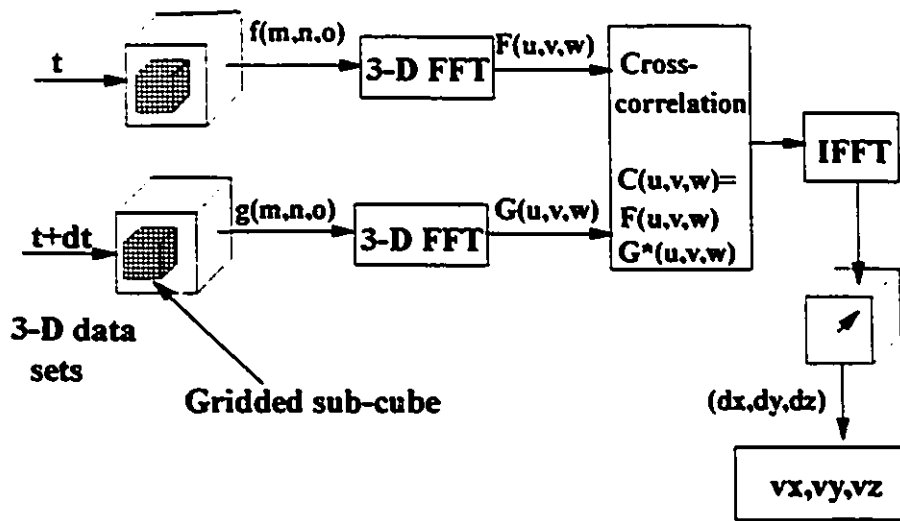 f(m,n,o)
F(u,v,w)
t
3-D FFT
Cross-
correlation
IFFT
C(u,v,w)=
F(u,v,w)
G*(u,v,w)
g(m,n,o)
G(u,v,w)
t+dt
3-D FFT
3-D data
sets
Gridded sub-cube
(dx,dy,dz)
vx,vy,vz